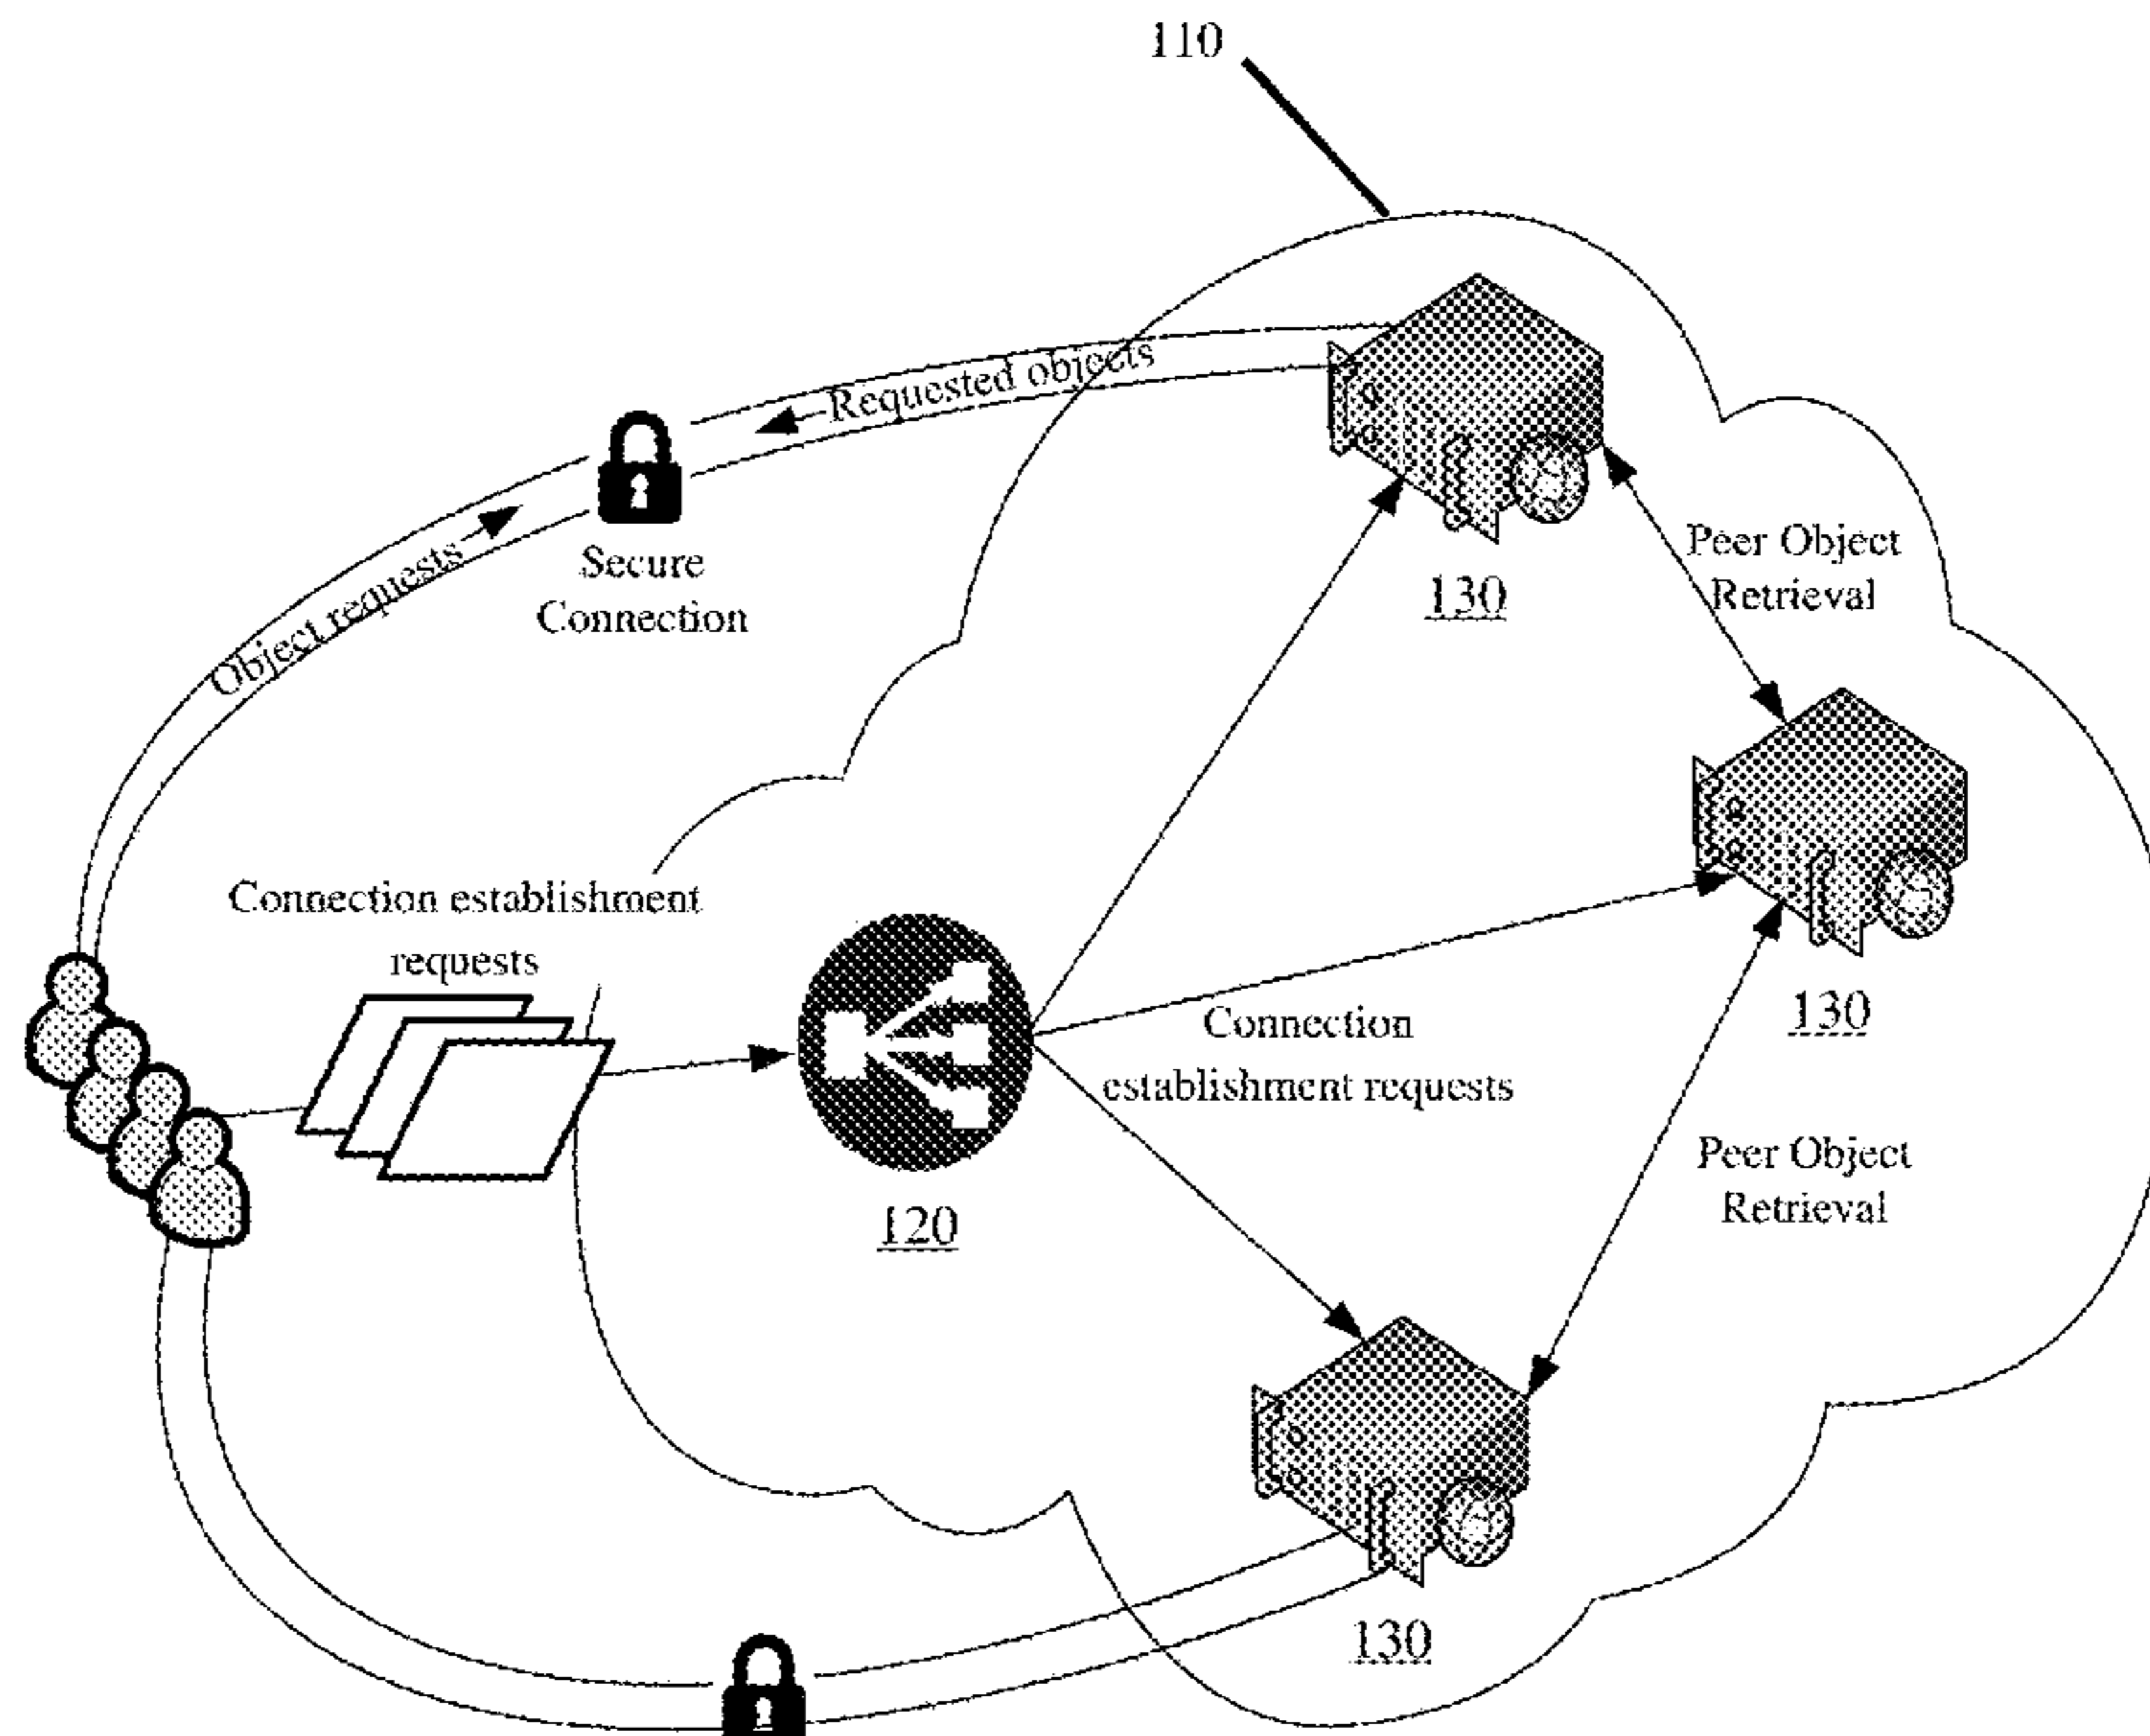 110
Requested objects
Object requests
Secure
Connection
Peer Object
Retrieval
130
Connection establishment
requests
130
Connection
establishment requests
120
Peer Object
Retrieval
130